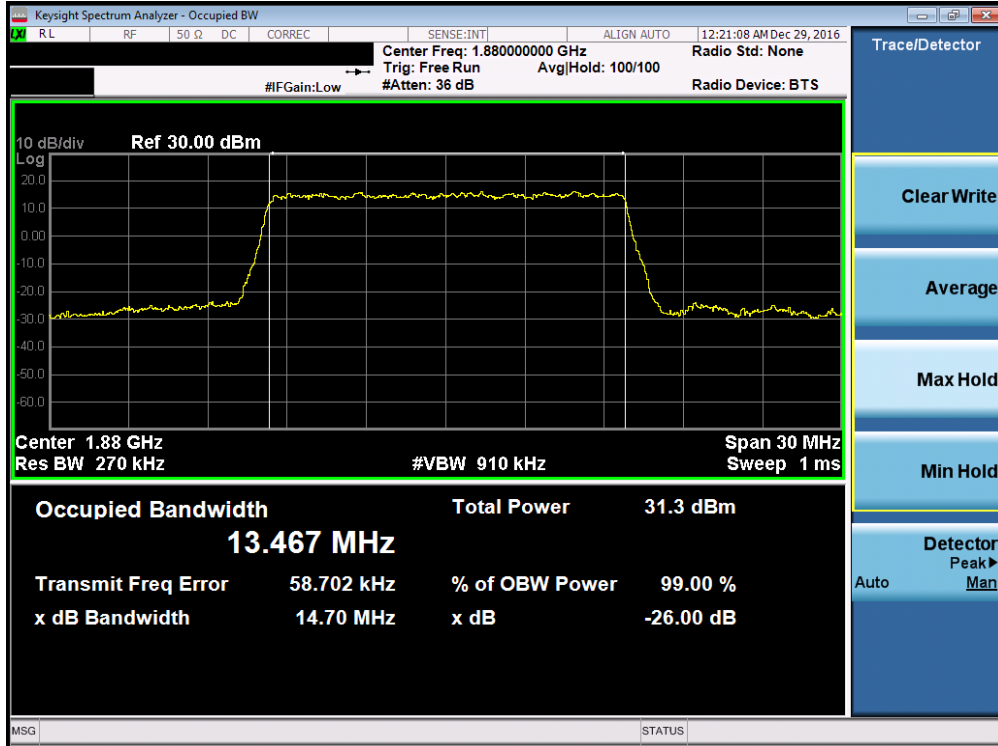 Keysight Spectrum Analyzer - Occupied BW
LXI RL RF 50 Ω DC CORREC SENSE:INT ALIGN AUTO 12:21:08 AM Dec 29, 2016
Center Freq: 1.880000000 GHz Radio Std: None
Trig: Free Run Avg|Hold: 100/100
#IFGain:Low #Atten: 36 dB Radio Device: BTS
Trace/Detector
10 dB/div Ref 30.00 dBm
Log
20.0
10.0
0.00
-10.0
-20.0
-30.0
-40.0
-50.0
-60.0
Center 1.88 GHz Span 30 MHz
Res BW 270 kHz #VBW 910 kHz Sweep 1 ms
Occupied Bandwidth Total Power 31.3 dBm
13.467 MHz
Transmit Freq Error 58.702 kHz % of OBW Power 99.00 %
x dB Bandwidth 14.70 MHz x dB -26.00 dB
Clear Write
Average
Max Hold
Min Hold
Detector
Peak▶
Auto Man
MSG STATUS